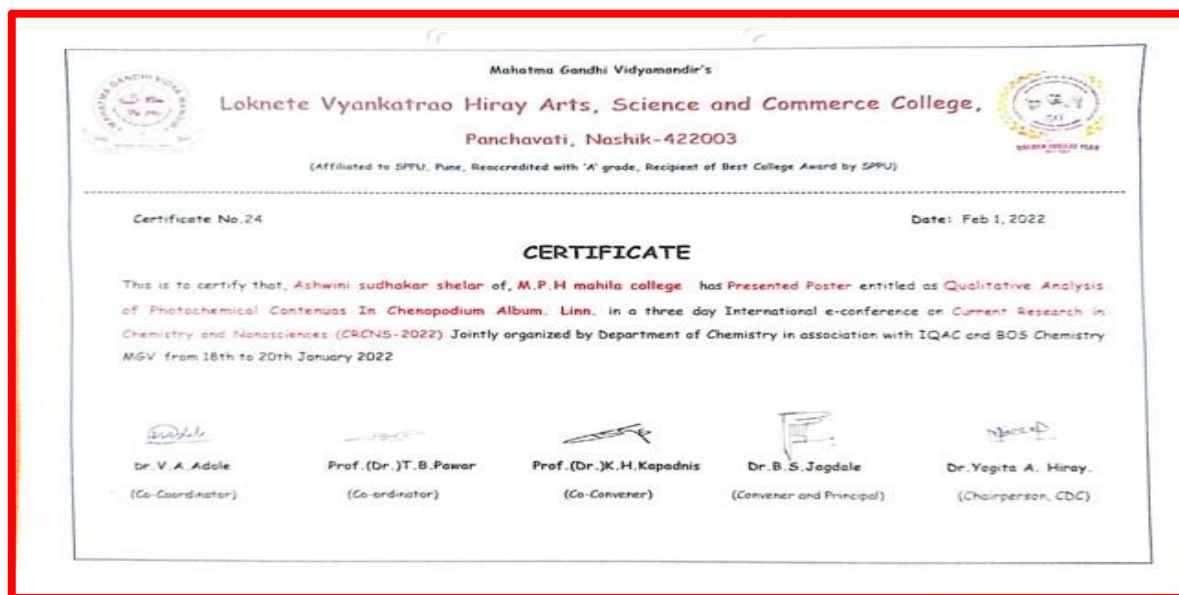 Mahatma Gandhi Vidyamandir's
Loknete Vyankatrao Hiray Arts, Science and Commerce College,
Panchavati, Nashik-422003
(Affiliated to SPPU, Pune, Reaccredited with 'A' grade, Recipient of Best College Award by SPPU)
GOLDEN JUBILEE YEAR
Certificate No.24
Date: Feb 1, 2022
CERTIFICATE
This is to certify that, Ashwini sudhakar shelar of, M.P.H mahila college has Presented Poster entitled as Qualitative Analysis
of Photochemical Contenuas In Chenopodium Album, Linn, in a three day International e-conference on Current Research in
Chemistry and Nanosciences (CRCNS-2022) Jointly organized by Department of Chemistry in association with IQAC and BOS Chemistry
MGV from 18th to 20th January 2022
Dr.V.A.Adole Prof.(Dr.)T.B.Pawar Prof.(Dr.)K.H.Kapadnis Dr.B.S.Jagdale Dr.Yogita A. Hiray.
(Co-Coordinator) (Co-ordinator) (Co-Convener) (Convener and Principal) (Chairperson, CDC)